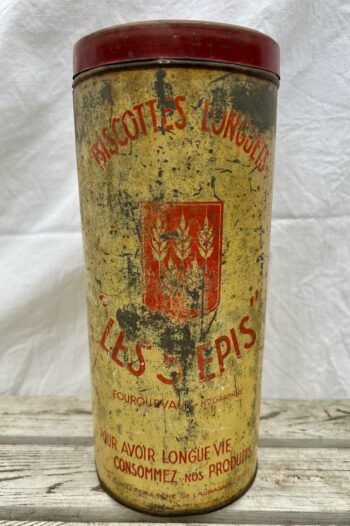 BISCOTTES LONGUETS
"LES 3 EPIS"
FOURQUEVAUX
POUR AVOIR LONGUE VIE
CONSOMMEZ NOS PRODUITS